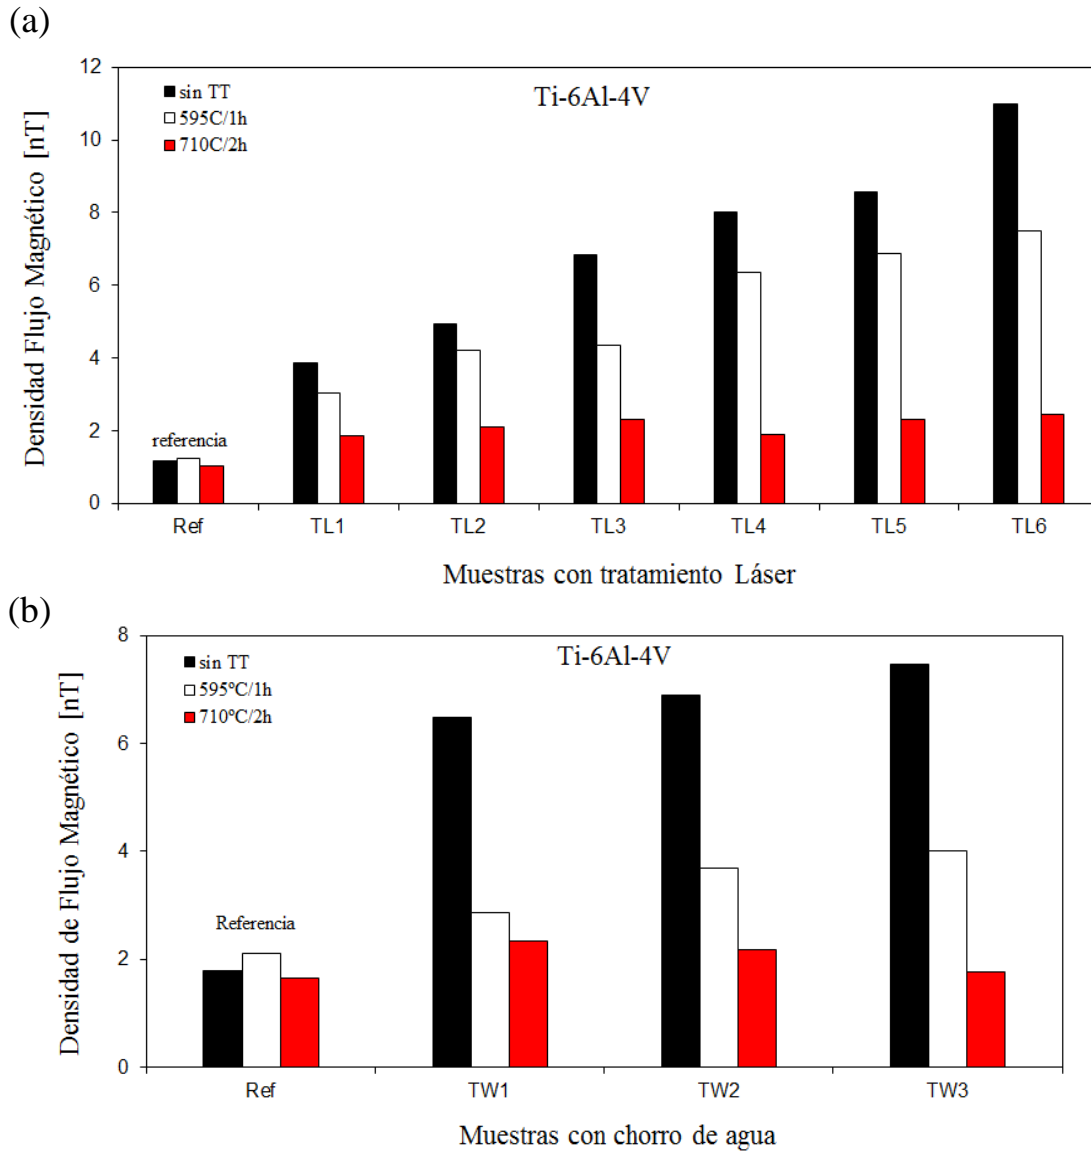 (a)
12
10
8
6
4
2
0
Densidad Flujo Magnético [nT]
sin TT
595C/1h
710C/2h
Ti-6Al-4V
referencia
Ref TL1 TL2 TL3 TL4 TL5 TL6
Muestras con tratamiento Láser
(b)
8
6
4
2
0
Densidad de Flujo Magnético [nT]
sin TT
595ºC/1h
710ºC/2h
Ti-6Al-4V
Referencia
Ref TW1 TW2 TW3
Muestras con chorro de agua